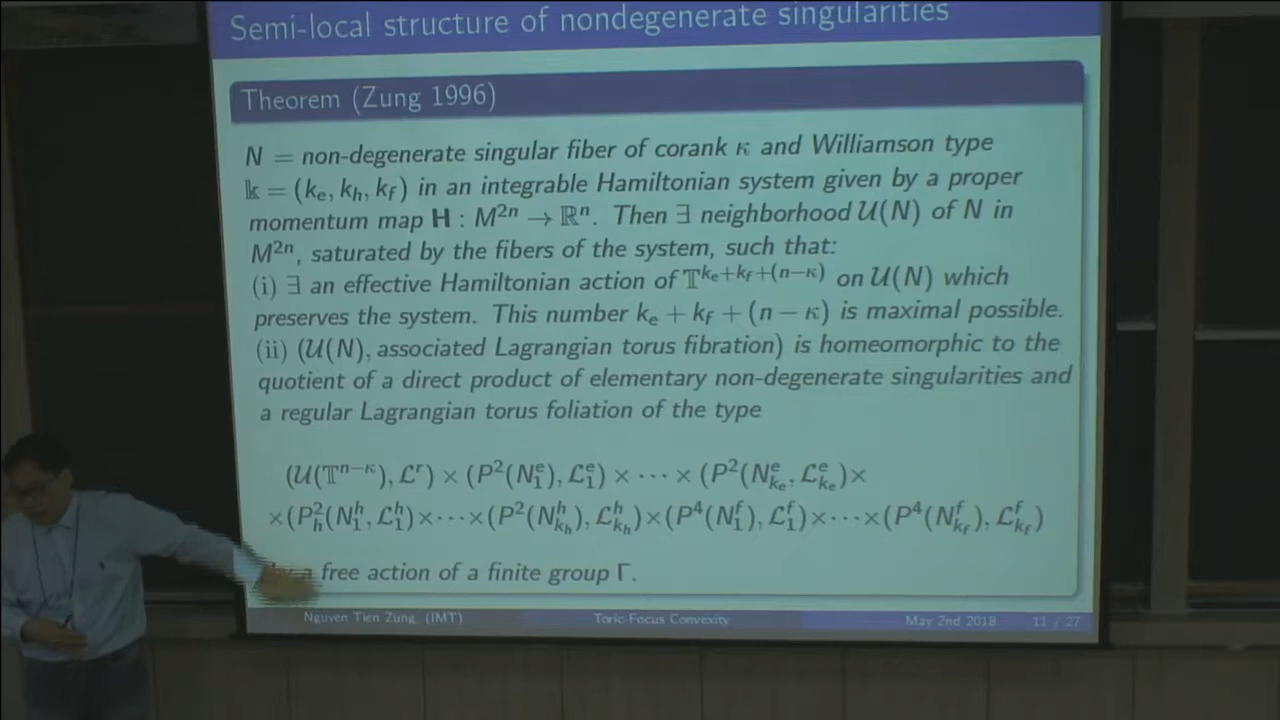 Semi-local structure of nondegenerate singularities
Theorem (Zung 1996)
N = non-degenerate singular fiber of corank κ and Williamson type
𝕜 = (k_e, k_h, k_f) in an integrable Hamiltonian system given by a proper
momentum map H : M^{2n} → ℝ^n. Then ∃ neighborhood 𝒰(N) of N in
M^{2n}, saturated by the fibers of the system, such that:
(i) ∃ an effective Hamiltonian action of 𝕋^{k_e+k_f+(n−κ)} on 𝒰(N) which
preserves the system. This number k_e + k_f + (n − κ) is maximal possible.
(ii) (𝒰(N), associated Lagrangian torus fibration) is homeomorphic to the
quotient of a direct product of elementary non-degenerate singularities and
a regular Lagrangian torus foliation of the type
(𝒰(𝕋^{n−κ}), ℒ^r) × (P^2(N^e_1), ℒ^e_1) × ⋯ × (P^2(N^e_{k_e}, ℒ^e_{k_e})×
×(P^2_h(N^h_1), ℒ^h_1)×⋯×(P^2(N^h_{k_h}), ℒ^h_{k_h})×(P^4(N^f_1), ℒ^f_1)×⋯×(P^4(N^f_{k_f}), ℒ^f_{k_f})
a free action of a finite group Γ.
Nguyen Tien Zung (IMT) Toric-Focus Convexity May 2nd 2018 11 / 27